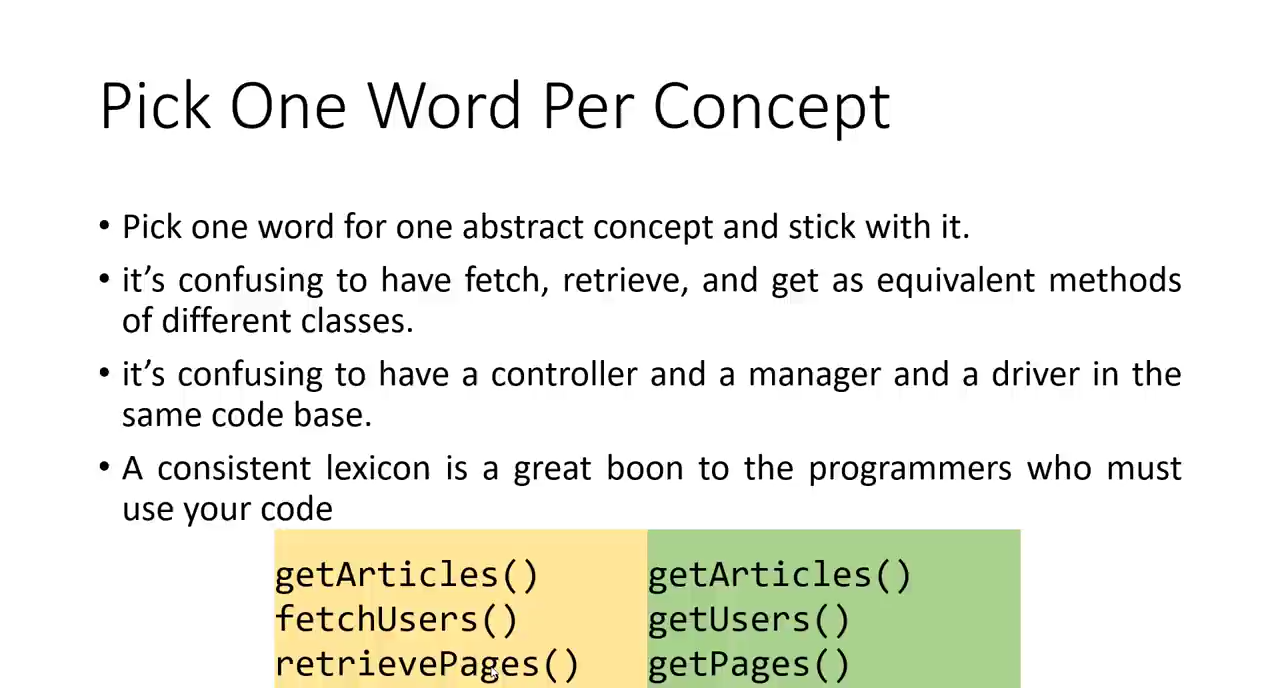 Pick One Word Per Concept
• Pick one word for one abstract concept and stick with it.
• it’s confusing to have fetch, retrieve, and get as equivalent methods
of different classes.
• it’s confusing to have a controller and a manager and a driver in the
same code base.
• A consistent lexicon is a great boon to the programmers who must
use your code
getArticles()
fetchUsers()
retrievePages()
getArticles()
getUsers()
getPages()